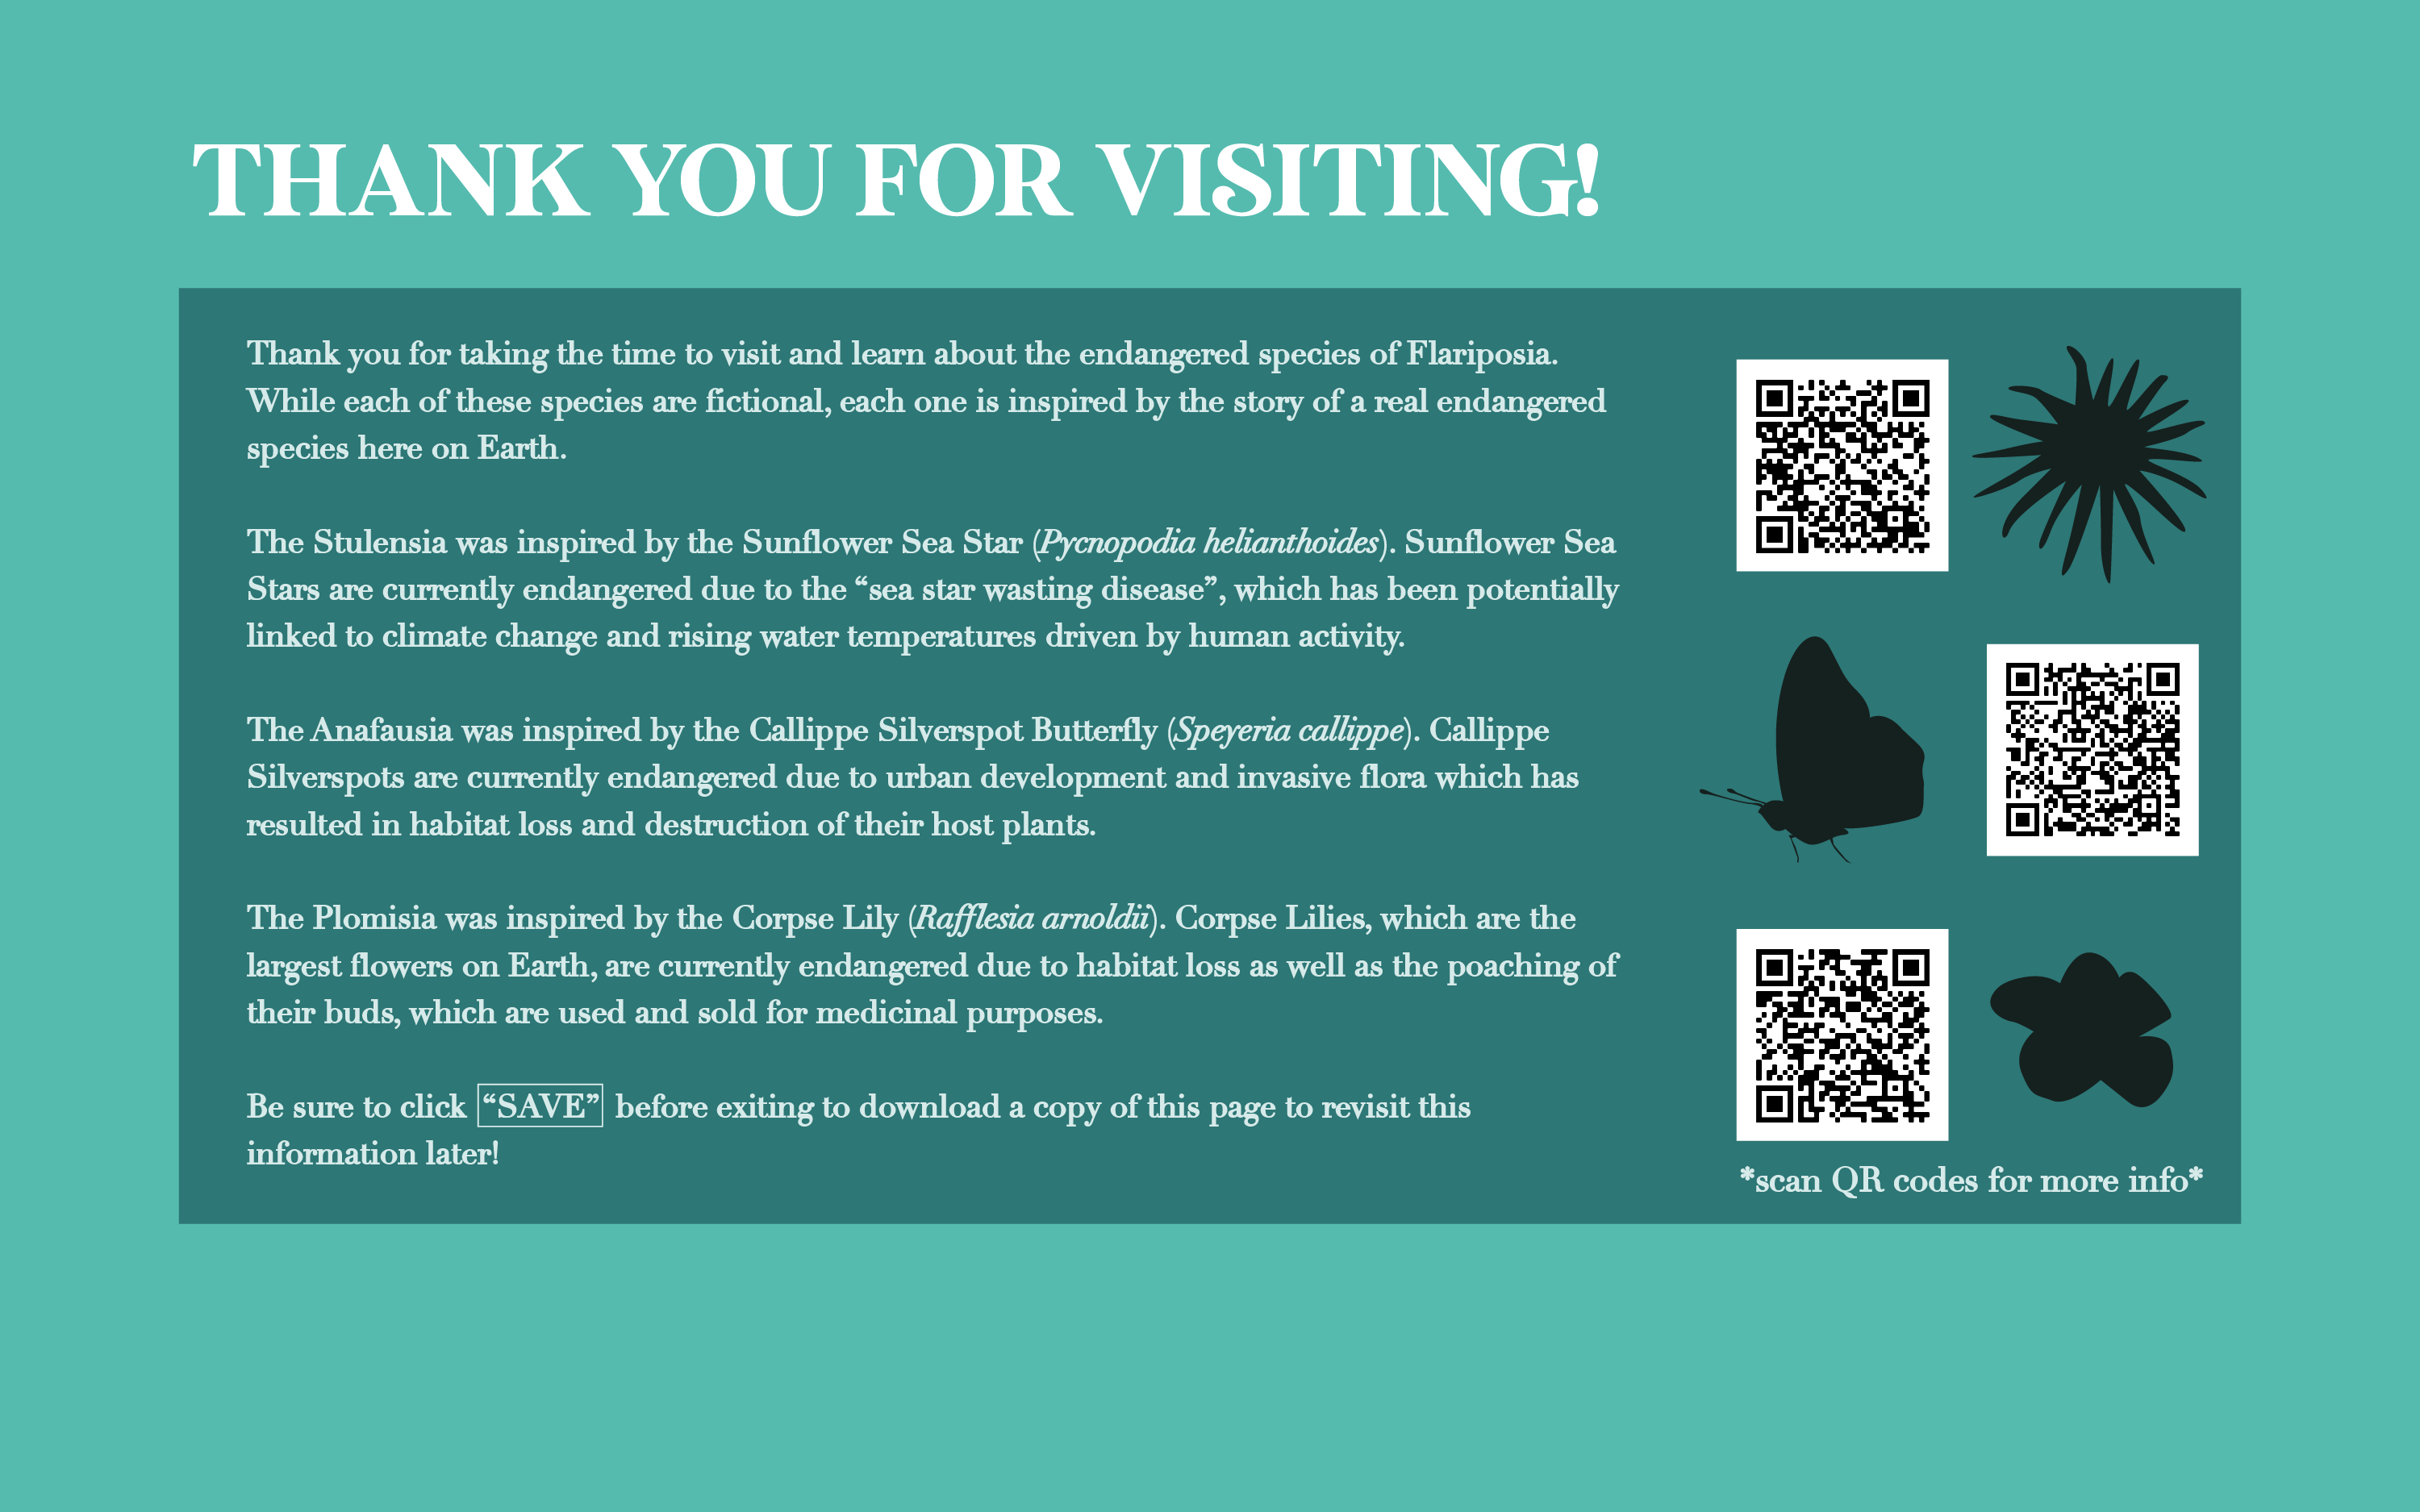 THANK YOU FOR VISITING!
Thank you for taking the time to visit and learn about the endangered species of Flariposia.
While each of these species are fictional, each one is inspired by the story of a real endangered
species here on Earth.
The Stulensia was inspired by the Sunflower Sea Star (Pycnopodia helianthoides). Sunflower Sea
Stars are currently endangered due to the “sea star wasting disease”, which has been potentially
linked to climate change and rising water temperatures driven by human activity.
The Anafausia was inspired by the Callippe Silverspot Butterfly (Speyeria callippe). Callippe
Silverspots are currently endangered due to urban development and invasive flora which has
resulted in habitat loss and destruction of their host plants.
The Plomisia was inspired by the Corpse Lily (Rafflesia arnoldii). Corpse Lilies, which are the
largest flowers on Earth, are currently endangered due to habitat loss as well as the poaching of
their buds, which are used and sold for medicinal purposes.
Be sure to click “SAVE” before exiting to download a copy of this page to revisit this
information later!
*scan QR codes for more info*